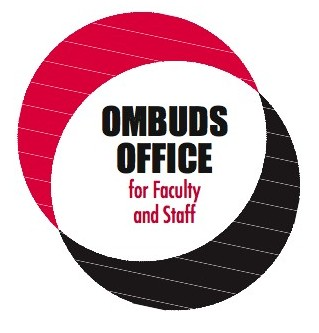 OMBUDS
OFFICE
for Faculty
and Staff